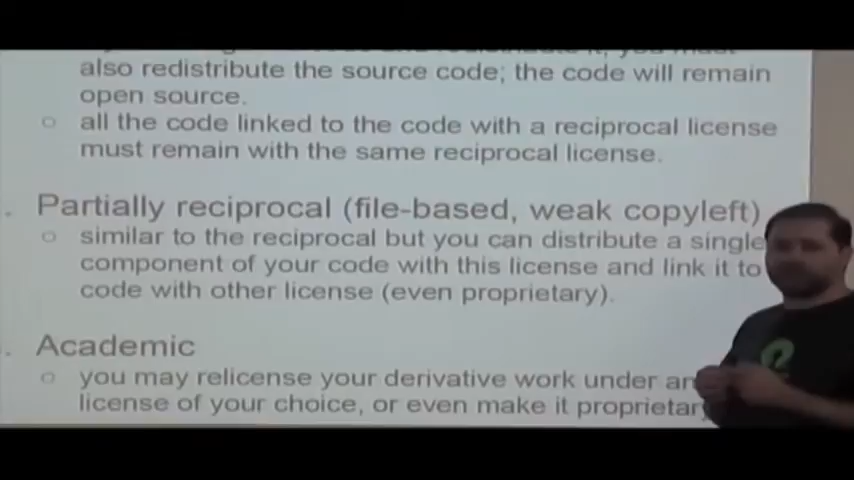 also redistribute the source code; the code will remain
open source.
○ all the code linked to the code with a reciprocal license
must remain with the same reciprocal license.
Partially reciprocal (file-based, weak copyleft)
○ similar to the reciprocal but you can distribute a single
component of your code with this license and link it to
code with other license (even proprietary).
Academic
○ you may relicense your derivative work under
license of your choice, or even make it proprietary